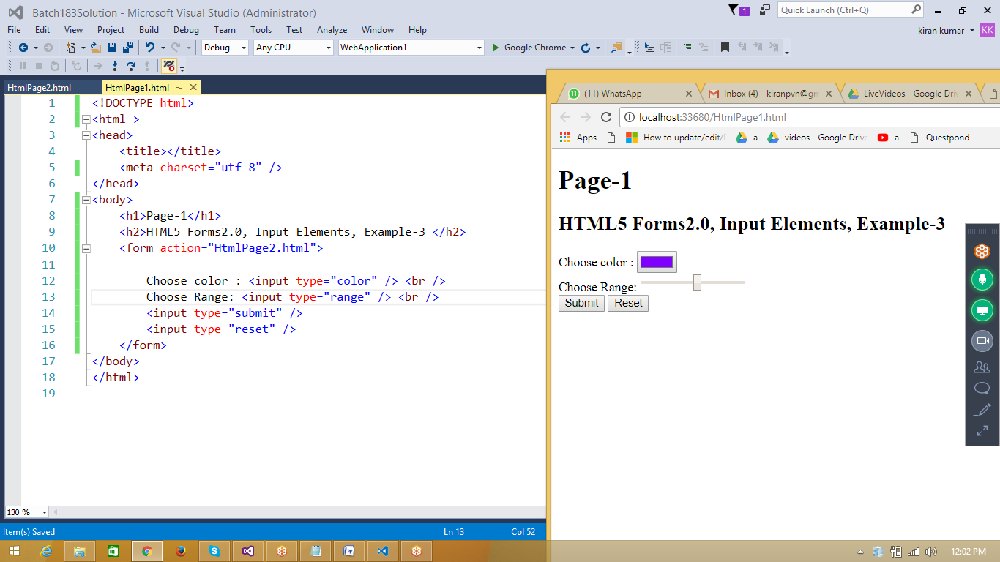 Batch183Solution - Microsoft Visual Studio (Administrator)
1
Quick Launch (Ctrl+Q)
File Edit View Project Build Debug Team Tools Test Analyze Window Help
kiran kumar KK
Debug Any CPU WebApplication1 Google Chrome
HtmlPage2.html HtmlPage1.html
1 <!DOCTYPE html>
2 <html >
3 <head>
4 <title></title>
5 <meta charset="utf-8" />
6 </head>
7 <body>
8 <h1>Page-1</h1>
9 <h2>HTML5 Forms2.0, Input Elements, Example-3 </h2>
10 <form action="HtmlPage2.html">
11
12 Choose color : <input type="color" /> <br />
13 Choose Range: <input type="range" /> <br />
14 <input type="submit" />
15 <input type="reset" />
16 </form>
17 </body>
18 </html>
19
130 %
Item(s) Saved Ln 13 Col 52
11 (11) WhatsApp Inbox (4) - kiranpvn@gm LiveVideos - Google Driv
localhost:33680/HtmlPage1.html
Apps How to update/edit/ a videos - Google Drive a Questpond
Page-1
HTML5 Forms2.0, Input Elements, Example-3
Choose color :
Choose Range:
Submit Reset
12:02 PM